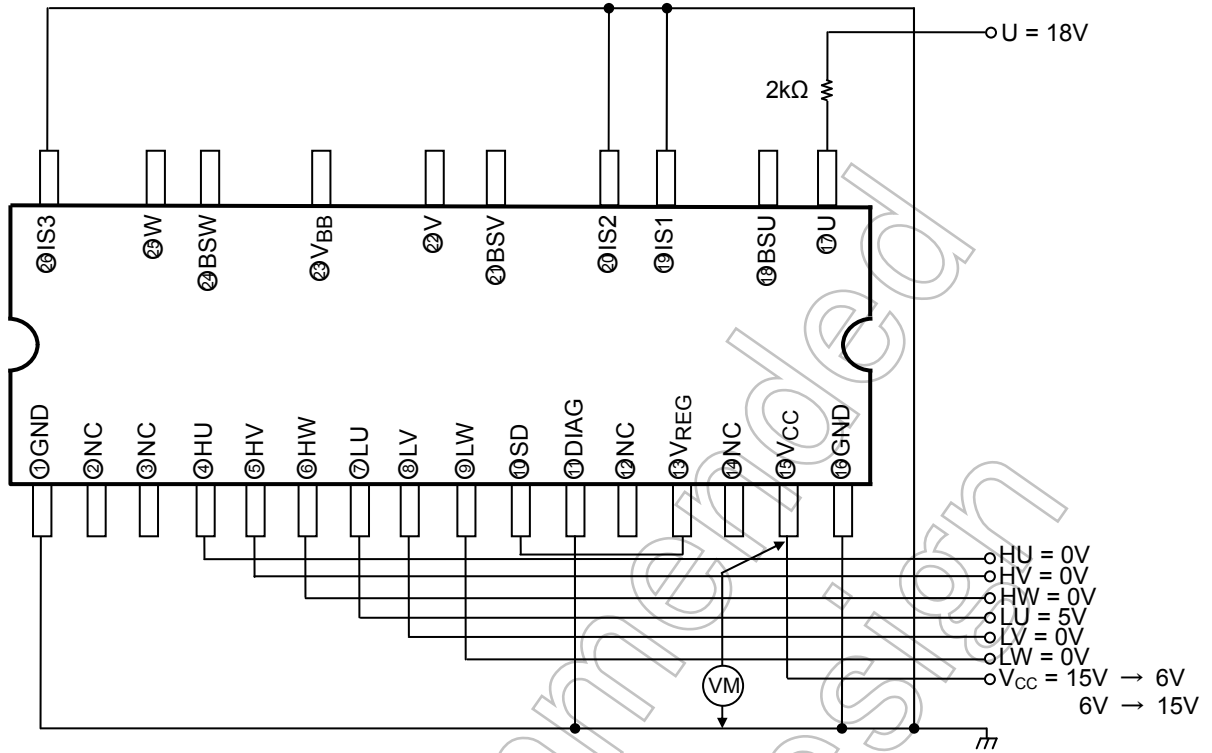 U = 18V
2kΩ
㉖IS3
㉕W
㉔BSW
㉓VBB
㉒V
㉑BSV
⑳IS2
⑲IS1
⑱BSU
⑰U
①GND
②NC
③NC
④HU
⑤HV
⑥HW
⑦LU
⑧LV
⑨LW
⑩SD
⑪DIAG
⑫NC
⑬VREG
⑭NC
⑮VCC
⑯GND
HU = 0V
HV = 0V
HW = 0V
LU = 5V
LV = 0V
LW = 0V
VCC = 15V → 6V
6V → 15V
VM